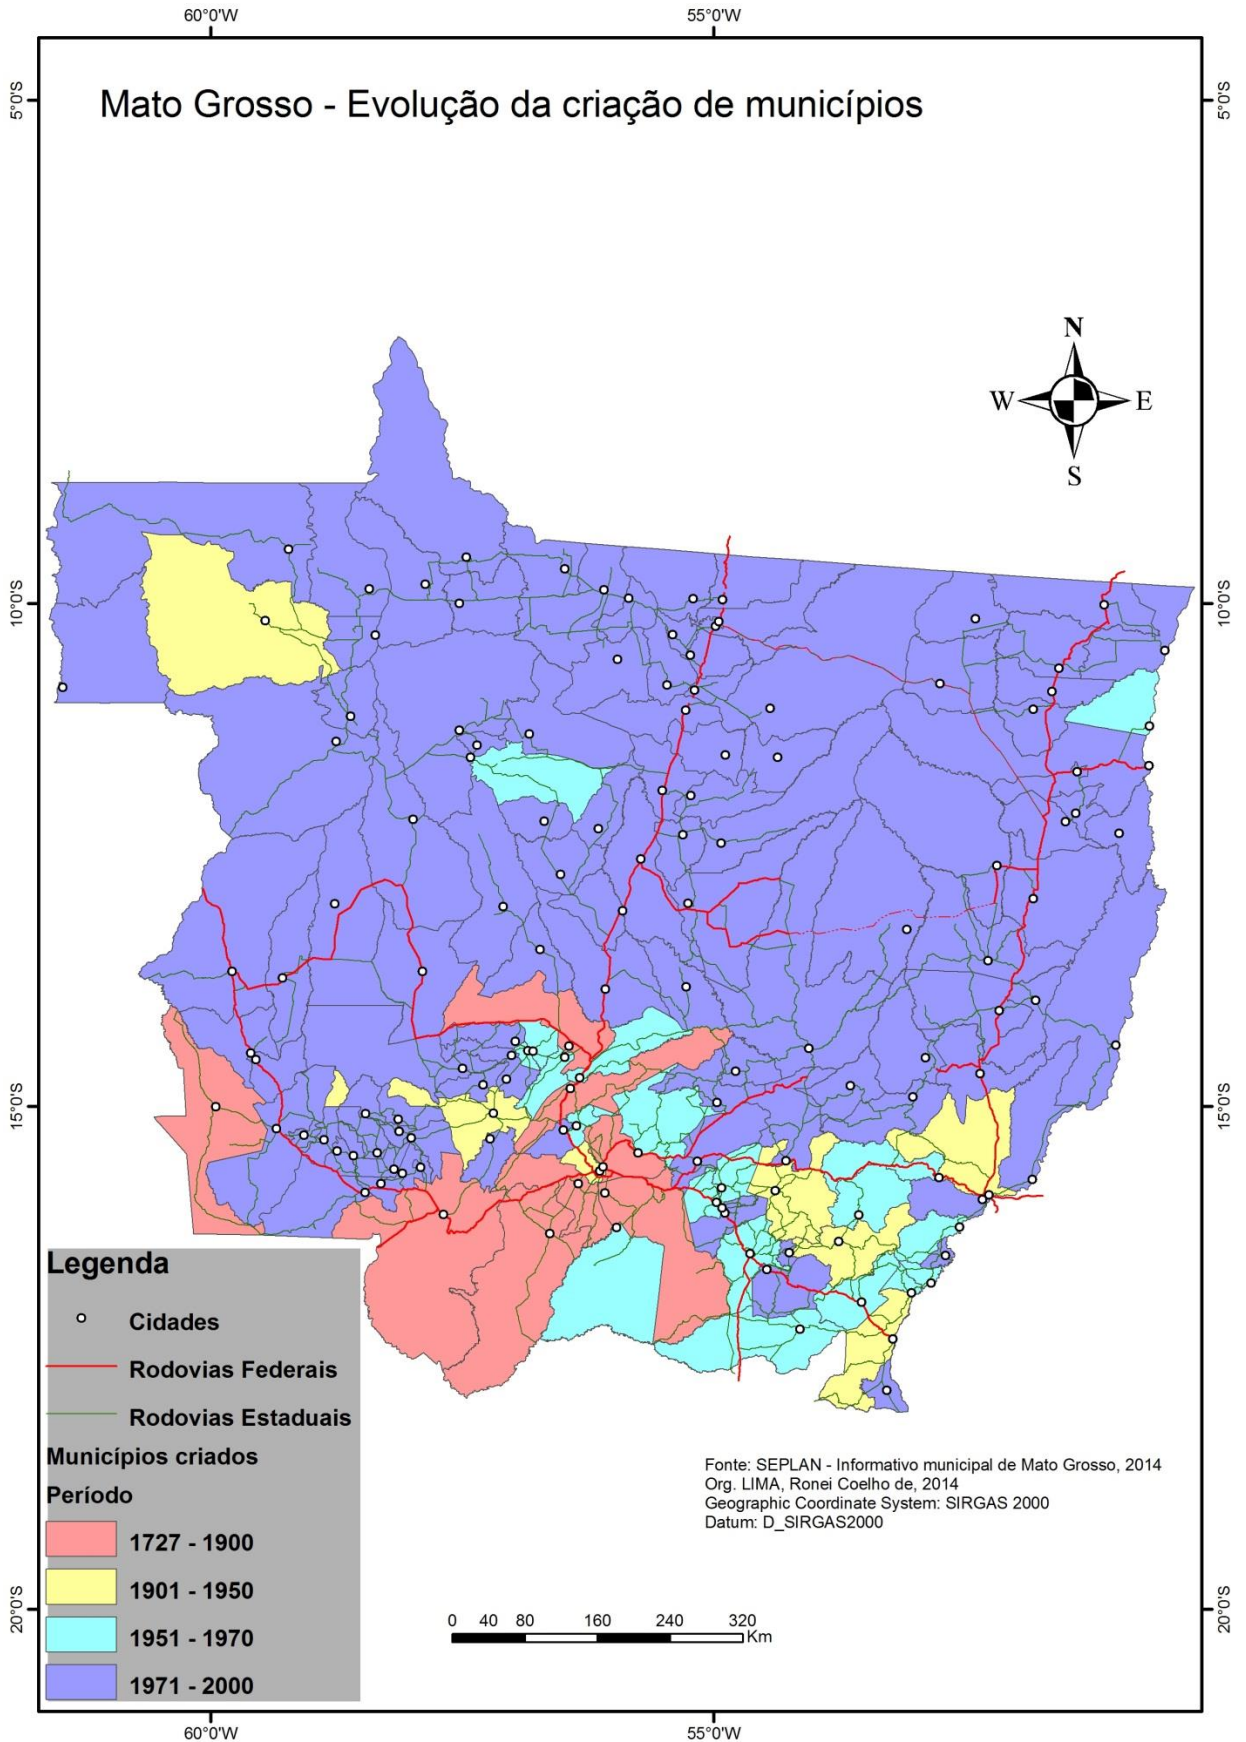 60°0'W 55°0'W
Mato Grosso - Evolução da criação de municípios
5°0'S 5°0'S
N
W E
S
10°0'S 10°0'S
15°0'S 15°0'S
Legenda
Cidades
Rodovias Federais
Rodovias Estaduais
Municípios criados
Período
1727 - 1900
1901 - 1950
1951 - 1970
1971 - 2000
Fonte: SEPLAN - Informativo municipal de Mato Grosso, 2014
Org. LIMA, Ronei Coelho de, 2014
Geographic Coordinate System: SIRGAS 2000
Datum: D_SIRGAS2000
20°0'S 20°0'S
0 40 80 160 240 320
Km
60°0'W 55°0'W